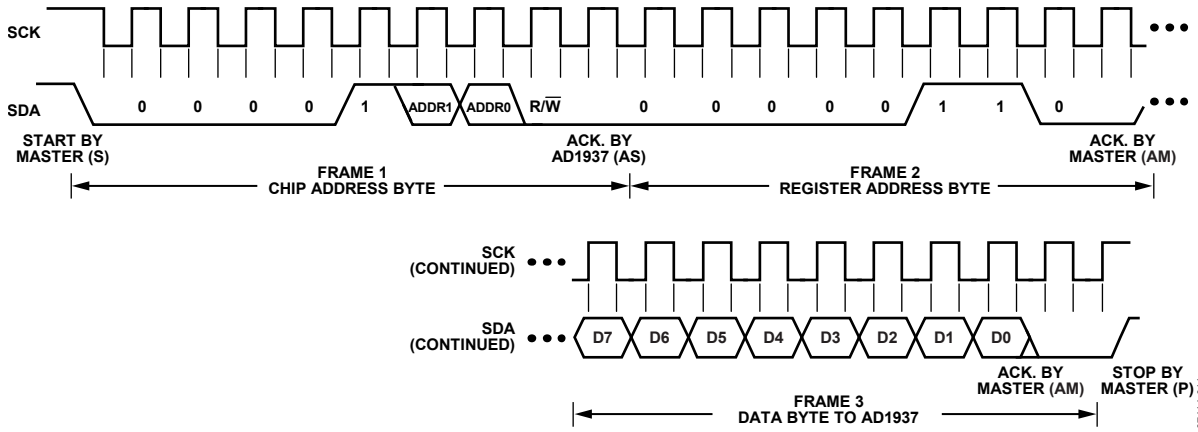 SCK
SDA
0 0 0 0 1 ADDR1 ADDR0 R/W̅ 0 0 0 0 0 1 1 0
START BY
MASTER (S)
ACK. BY
AD1937 (AS)
ACK. BY
MASTER (AM)
FRAME 1
CHIP ADDRESS BYTE
FRAME 2
REGISTER ADDRESS BYTE
SCK
(CONTINUED)
SDA
(CONTINUED)
D7 D6 D5 D4 D3 D2 D1 D0
ACK. BY
MASTER (AM)
STOP BY
MASTER (P)
FRAME 3
DATA BYTE TO AD1937